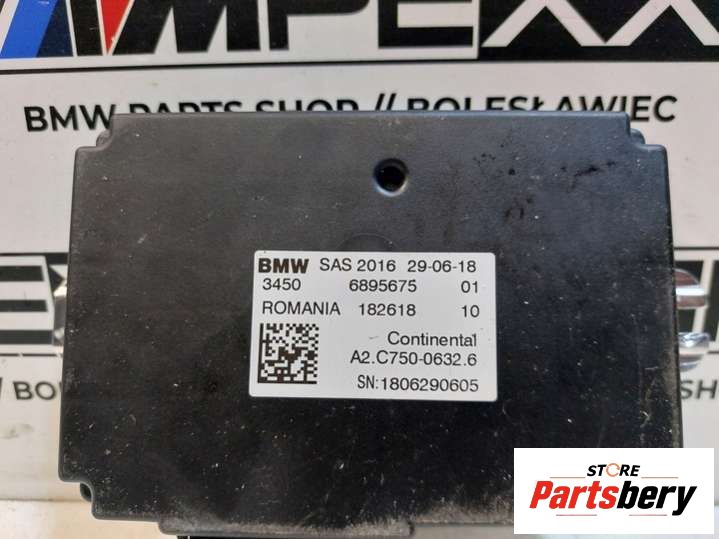 AMPEXX
BMW PARTS SHOP // BOLESŁAWIEC
BMW SAS 2016 29-06-18
3450 6895675 01
ROMANIA 182618 10
Continental
A2.C750-0632.6
SN:1806290605
STORE
Partsbery